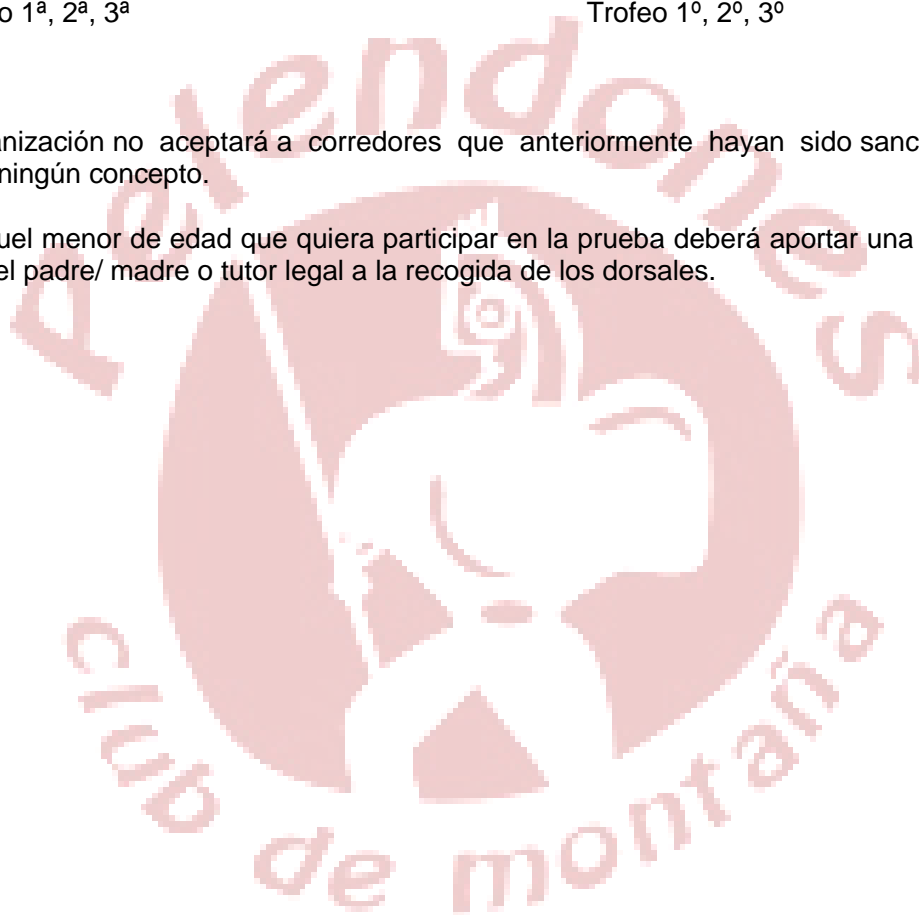 o 1ª, 2ª, 3ª Trofeo 1º, 2º, 3º
anización no aceptará a corredores que anteriormente hayan sido sanc
ningún concepto.
uel menor de edad que quiera participar en la prueba deberá aportar una
el padre/ madre o tutor legal a la recogida de los dorsales.
Pelendones
club de montaña